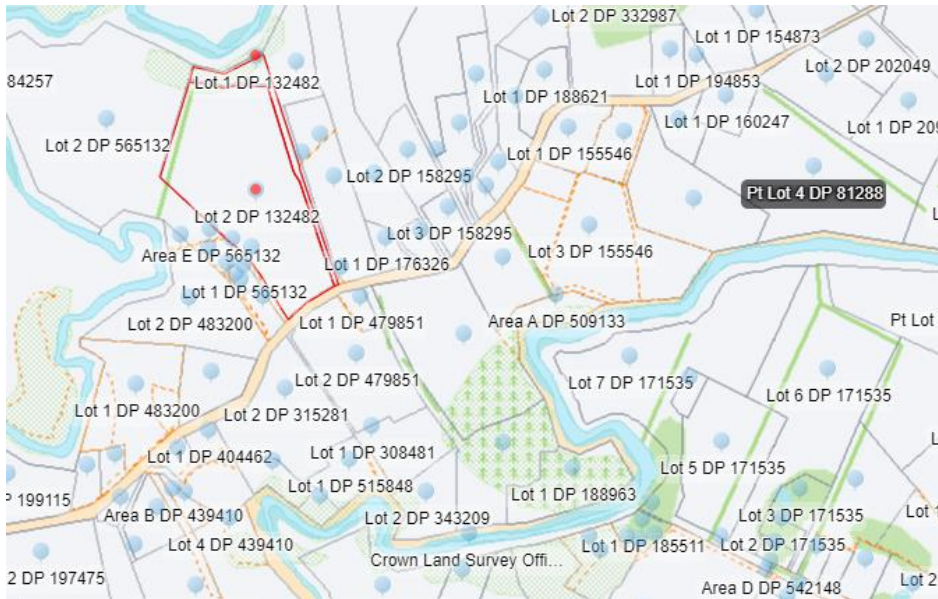 Lot 2 DP 332987
Lot 1 DP 154873
Lot 2 DP 202049
84257
Lot 1 DP 132482
Lot 1 DP 194853
Lot 1 DP 188621
Lot 1 DP 160247
Lot 1 DP 209
Lot 2 DP 565132
Lot 1 DP 155546
Lot 2 DP 158295
Pt Lot 4 DP 81288
L
Lot 2 DP 132482
Lot 3 DP 158295
Area E DP 565132
Lot 3 DP 155546
Lot 1 DP 176326
Lot 1 DP 565132
Lot 2 DP 483200
Lot 1 DP 479851
Area A DP 509133
Pt Lot
Lot 2 DP 479851
Lot 7 DP 171535
Lot 6 DP 171535
Lot 1 DP 483200
Lot 2 DP 315281
Lot 1 DP 404462
Lot 1 DP 308481
Lot 5 DP 171535
P 199115
Lot 1 DP 515848
Lot 1 DP 188963
Area B DP 439410
Lot 2 DP 343209
Lot 3 DP 171535
Lot 1
Lot 4 DP 439410
Lot 1 DP 185511
Lot 2 DP 171535
Crown Land Survey Offi...
2 DP 197475
Area D DP 542148
Lot 2